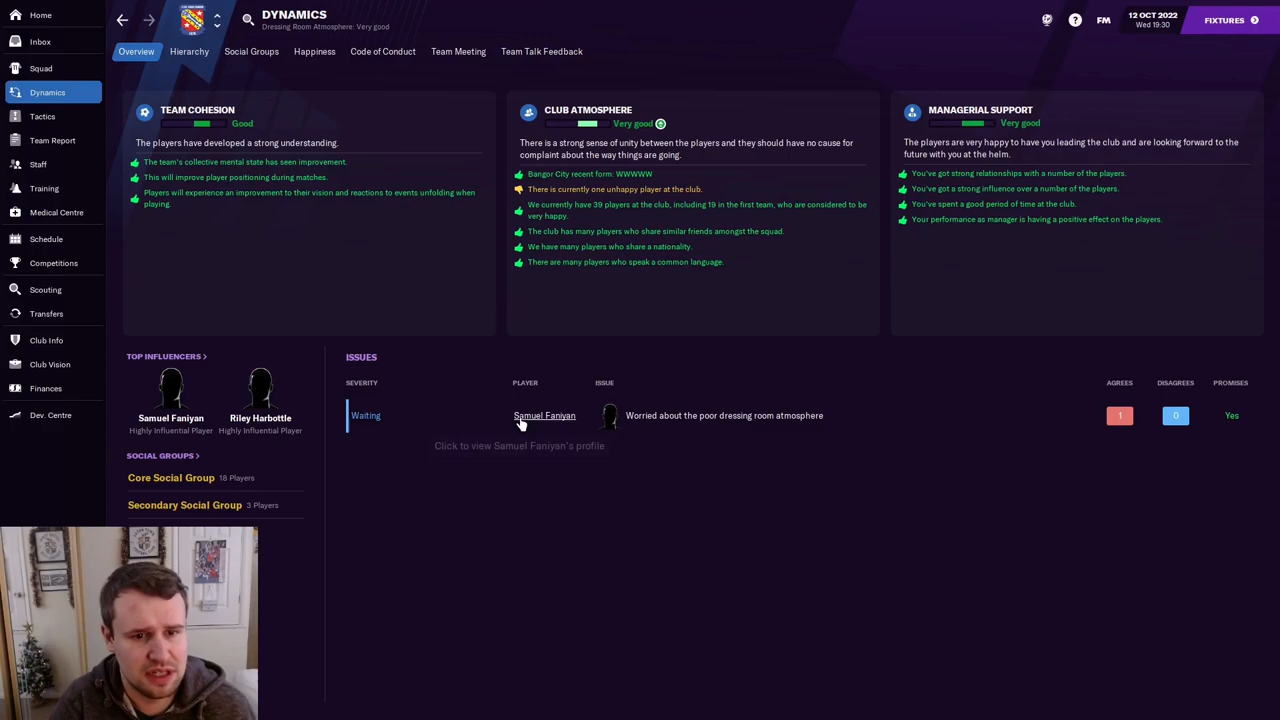 Home
Inbox
Squad
Dynamics
Tactics
Team Report
Staff
Training
Medical Centre
Schedule
Competitions
Scouting
Transfers
Club Info
Club Vision
Finances
Dev. Centre
DYNAMICS
Dressing Room Atmosphere: Very good
?
FM
12 OCT 2022
Wed 19:30
FIXTURES
Overview
Hierarchy
Social Groups
Happiness
Code of Conduct
Team Meeting
Team Talk Feedback
TEAM COHESION
Good
The players have developed a strong understanding.
The team's collective mental state has seen improvement.
This will improve player positioning during matches.
Players will experience an improvement to their vision and reactions to events unfolding when
playing.
CLUB ATMOSPHERE
Very good
There is a strong sense of unity between the players and they should have no cause for
complaint about the way things are going.
Bangor City recent form: WWWWW
There is currently one unhappy player at the club.
We currently have 39 players at the club, including 19 in the first team, who are considered to be
very happy.
The club has many players who share similar friends amongst the squad.
We have many players who share a nationality.
There are many players who speak a common language.
MANAGERIAL SUPPORT
Very good
The players are very happy to have you leading the club and are looking forward to the
future with you at the helm.
You've got strong relationships with a number of the players.
You've got a strong influence over a number of the players.
You've spent a good period of time at the club.
Your performance as manager is having a positive effect on the players.
TOP INFLUENCERS >
Samuel Faniyan
Highly Influential Player
Riley Harbottle
Highly Influential Player
SOCIAL GROUPS >
Core Social Group 18 Players
Secondary Social Group 3 Players
ISSUES
SEVERITY PLAYER ISSUE AGREES DISAGREES PROMISES
Waiting Samuel Faniyan Worried about the poor dressing room atmosphere 1 0 Yes
Click to view Samuel Faniyan's profile